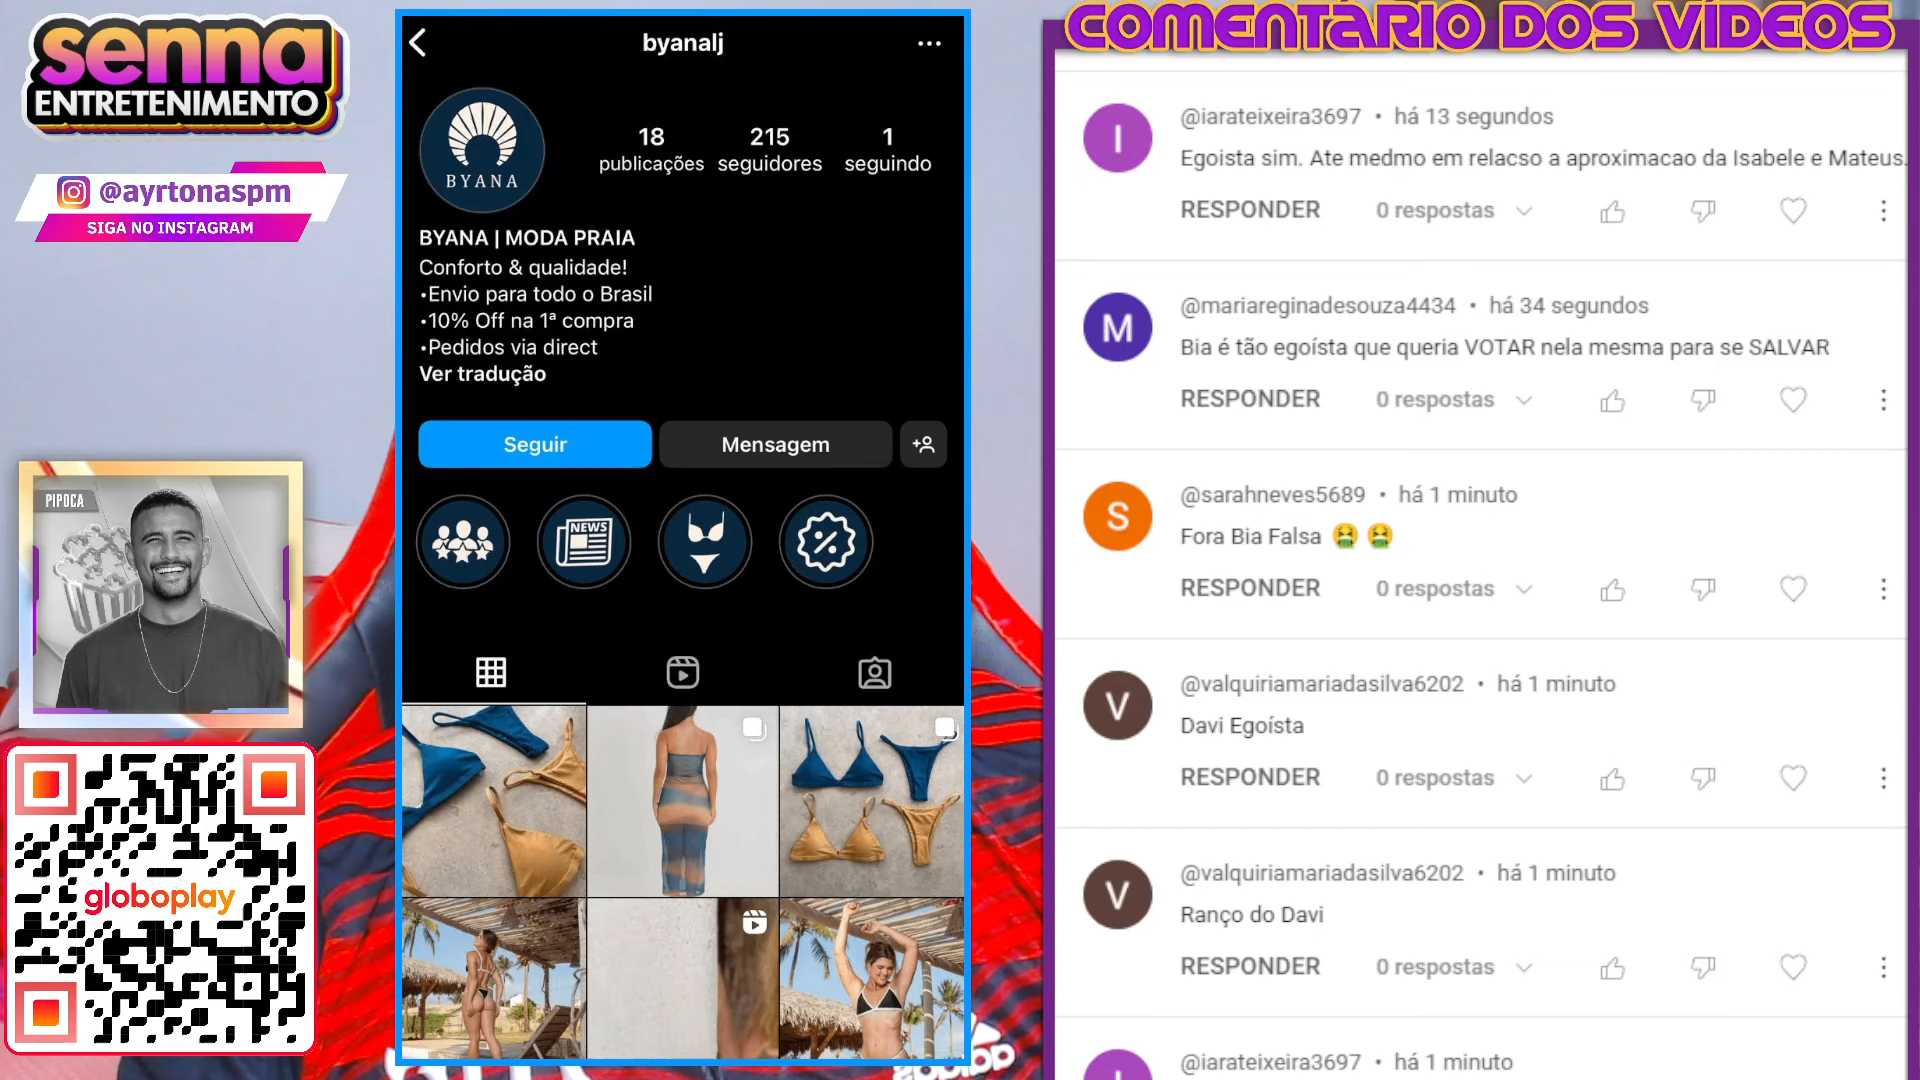 senna
ENTRETENIMENTO
@ayrtonaspm
SIGA NO INSTAGRAM
PIPOCA
globoplay
byanalj
BYANA
18
publicações
215
seguidores
1
seguindo
BYANA | MODA PRAIA
Conforto & qualidade!
•Envio para todo o Brasil
•10% Off na 1ª compra
•Pedidos via direct
Ver tradução
Seguir
Mensagem
NEWS
COMENTÁRIO DOS VÍDEOS
I
@iarateixeira3697 • há 13 segundos
Egoista sim. Ate medmo em relacso a aproximacao da Isabele e Mateus.
RESPONDER 0 respostas
M
@mariareginadesouza4434 • há 34 segundos
Bia é tão egoísta que queria VOTAR nela mesma para se SALVAR
RESPONDER 0 respostas
S
@sarahneves5689 • há 1 minuto
Fora Bia Falsa 🤮 🤮
RESPONDER 0 respostas
V
@valquiriamariadasilva6202 • há 1 minuto
Davi Egoísta
RESPONDER 0 respostas
V
@valquiriamariadasilva6202 • há 1 minuto
Ranço do Davi
RESPONDER 0 respostas
@iarateixeira3697 • há 1 minuto